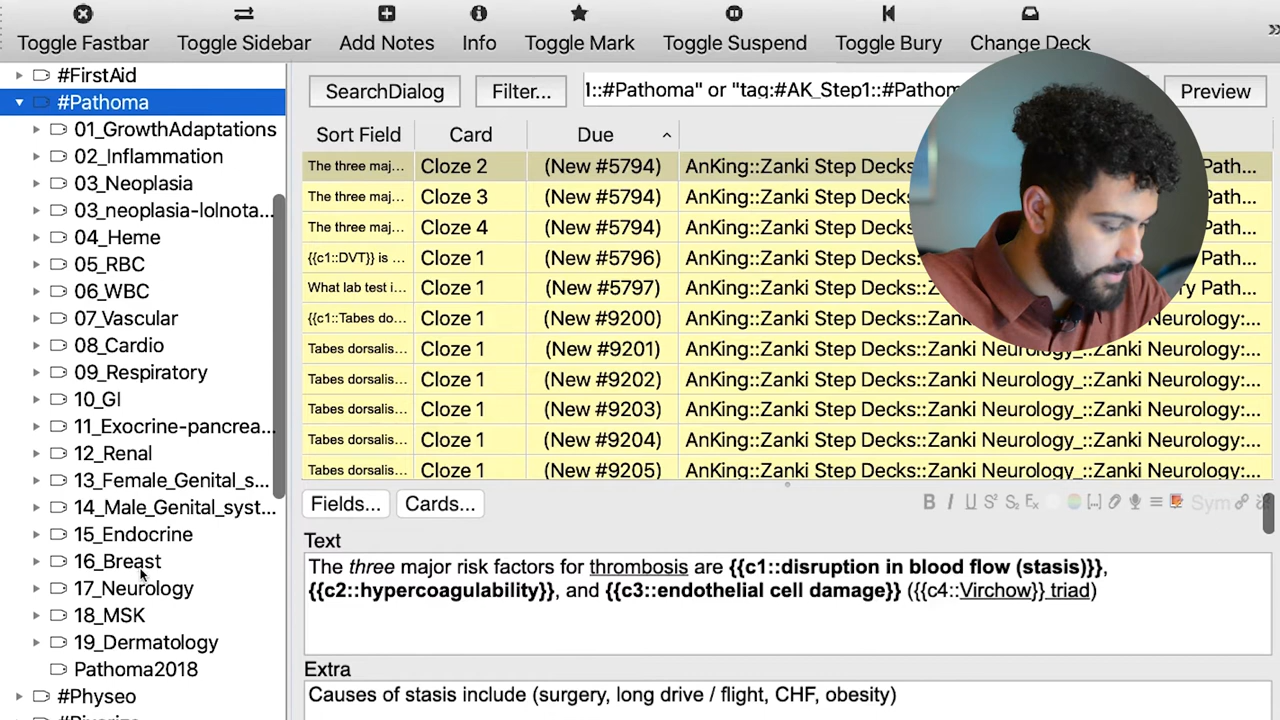 Toggle Fastbar Toggle Sidebar Add Notes Info Toggle Mark Toggle Suspend Toggle Bury Change Deck
#FirstAid
#Pathoma
01_GrowthAdaptations
02_Inflammation
03_Neoplasia
03_neoplasia-lolnota...
04_Heme
05_RBC
06_WBC
07_Vascular
08_Cardio
09_Respiratory
10_GI
11_Exocrine-pancrea...
12_Renal
13_Female_Genital_s...
14_Male_Genital_syst...
15_Endocrine
16_Breast
17_Neurology
18_MSK
19_Dermatology
Pathoma2018
#Physeo
SearchDialog Filter... l::#Pathoma" or "tag:#AK_Step1::#Pathom Preview
Sort Field Card Due
The three maj... Cloze 2 (New #5794) AnKing::Zanki Step Decks Path...
The three maj... Cloze 3 (New #5794) AnKing::Zanki Step Decks Path...
The three maj... Cloze 4 (New #5794) AnKing::Zanki Step Decks Path...
{{c1::DVT}} is ... Cloze 1 (New #5796) AnKing::Zanki Step Decks: Path...
What lab test i... Cloze 1 (New #5797) AnKing::Zanki Step Decks::Z ry Path...
{{c1::Tabes do... Cloze 1 (New #9200) AnKing::Zanki Step Decks::Zank Neurology:...
Tabes dorsalis... Cloze 1 (New #9201) AnKing::Zanki Step Decks::Zanki Neurology_::Zanki Neurology:...
Tabes dorsalis... Cloze 1 (New #9202) AnKing::Zanki Step Decks::Zanki Neurology_::Zanki Neurology:...
Tabes dorsalis... Cloze 1 (New #9203) AnKing::Zanki Step Decks::Zanki Neurology_::Zanki Neurology:...
Tabes dorsalis... Cloze 1 (New #9204) AnKing::Zanki Step Decks::Zanki Neurology_::Zanki Neurology:...
Tabes dorsalis... Cloze 1 (New #9205) AnKing::Zanki Step Decks::Zanki Neurology_::Zanki Neurology:...
Fields... Cards... B I U S² S₂ Eₓ [...] Sym
Text
The three major risk factors for thrombosis are {{c1::disruption in blood flow (stasis)}},
{{c2::hypercoagulability}}, and {{c3::endothelial cell damage}} ({{c4::Virchow}} triad)
Extra
Causes of stasis include (surgery, long drive / flight, CHF, obesity)